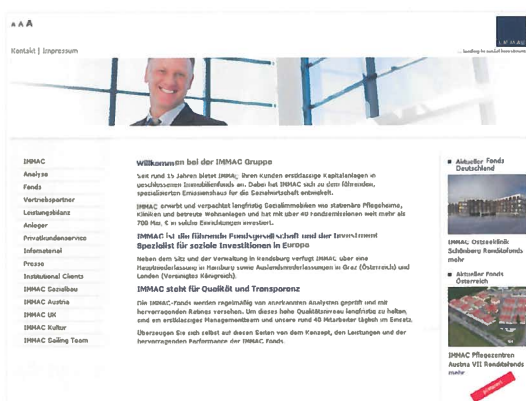 A A A
Kontakt | Impressum
IMMAC
IMMAC
Analyse
Fonds
Vertriebspartner
Leistungsbilanz
Anleger
Privatkundenservice
Infomaterial
Presse
Institutional Clients
IMMAC Sozialbau
IMMAC Austria
IMMAC UK
IMMAC Kultur
IMMAC Sailing Team
Willkommen bei der IMMAC Gruppe
Seit rund 15 Jahren bietet IMMAC ihren Kunden erstklassige Kapitalanlagen in
geschlossenen Immobilienfonds an. Dabei hat IMMAC sich zu dem führenden,
spezialisierten Emissionshaus für die Sozialwirtschaft entwickelt.
IMMAC erwirbt und verpachtet langfristig Sozialimmobilien wie stationäre Pflegeheime,
Kliniken und betreute Wohnanlagen und hat mit über 40 Fondsemissionen weit mehr als
700 Mio. € in solche Einrichtungen investiert.
IMMAC ist die führende Fondsgesellschaft und der Investment
Spezialist für soziale Investitionen in Europa
Neben dem Sitz und der Verwaltung in Rendsburg verfügt IMMAC über eine
Hauptniederlassung in Hamburg sowie Auslandsniederlassungen in Graz (Österreich) und
London (Vereinigtes Königreich).
IMMAC steht für Qualität und Transparenz
Die IMMAC-Fonds werden regelmäßig von anerkannten Analysten geprüft und mit
hervorragenden Ratings versehen. Um dieses hohe Qualitätsniveau langfristig zu halten,
sind ein erstklassiges Managementteam und unsere rund 40 Mitarbeiter täglich im Einsatz.
Überzeugen Sie sich selbst auf diesen Seiten von dem Konzept, den Leistungen und der
hervorragenden Performance der IMMAC Fonds.
Aktueller Fonds
Deutschland
IMMAC Ostseeklinik
Schönberg Renditefonds
mehr
Aktueller Fonds
Österreich
IMMAC Pflegezentren
Austria VII Renditefonds
mehr